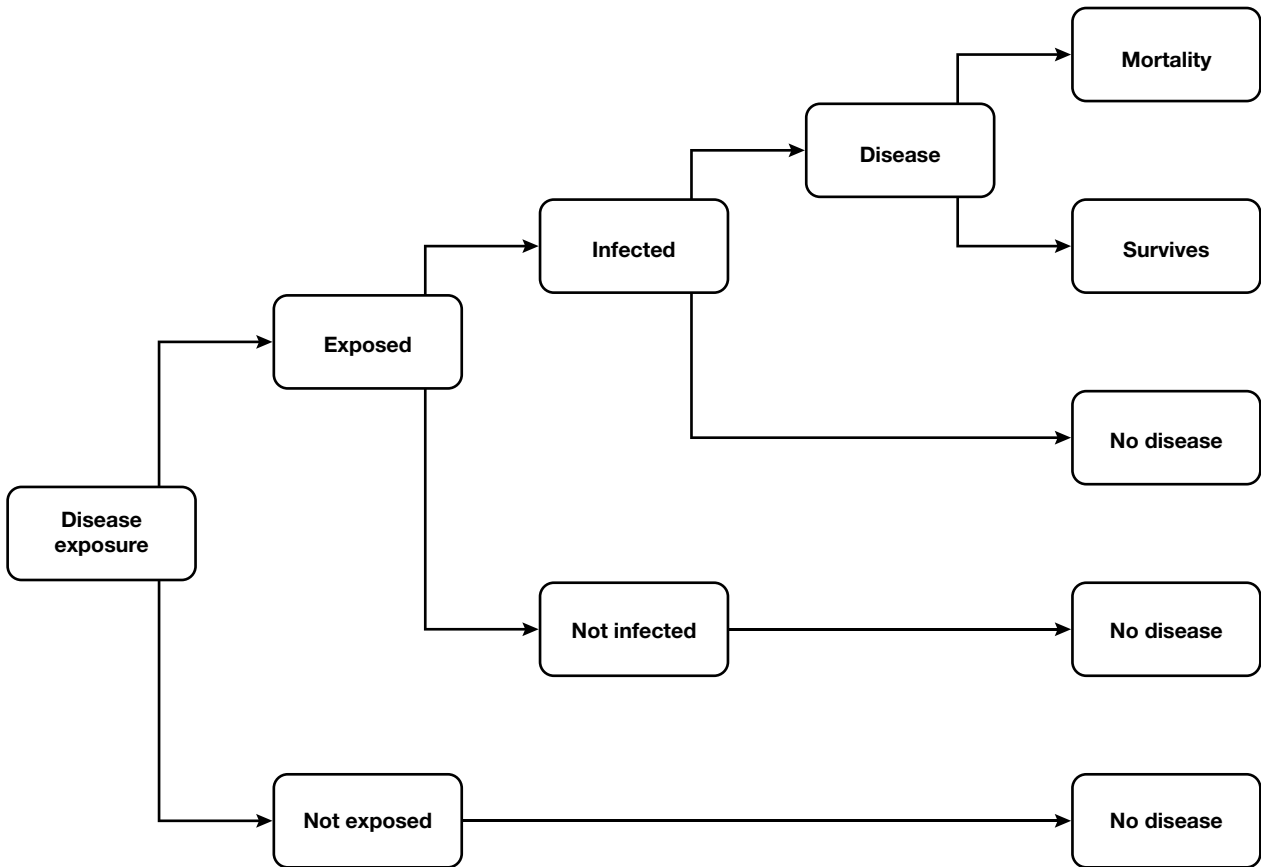 Mortality
Disease
Infected
Survives
Exposed
No disease
Disease
exposure
Not infected
No disease
Not exposed
No disease